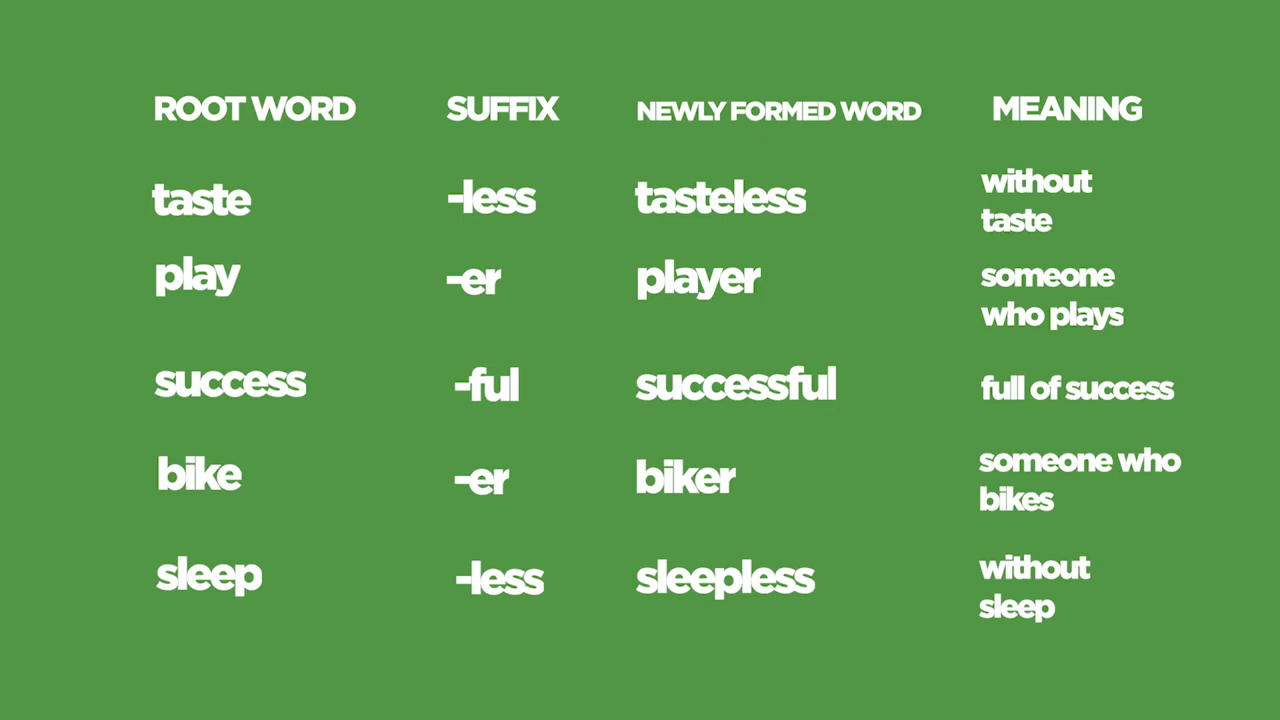 ROOT WORD SUFFIX NEWLY FORMED WORD MEANING
taste -less tasteless without
taste
play -er player someone
who plays
success -ful successful full of success
bike -er biker someone who
bikes
sleep -less sleepless without
sleep